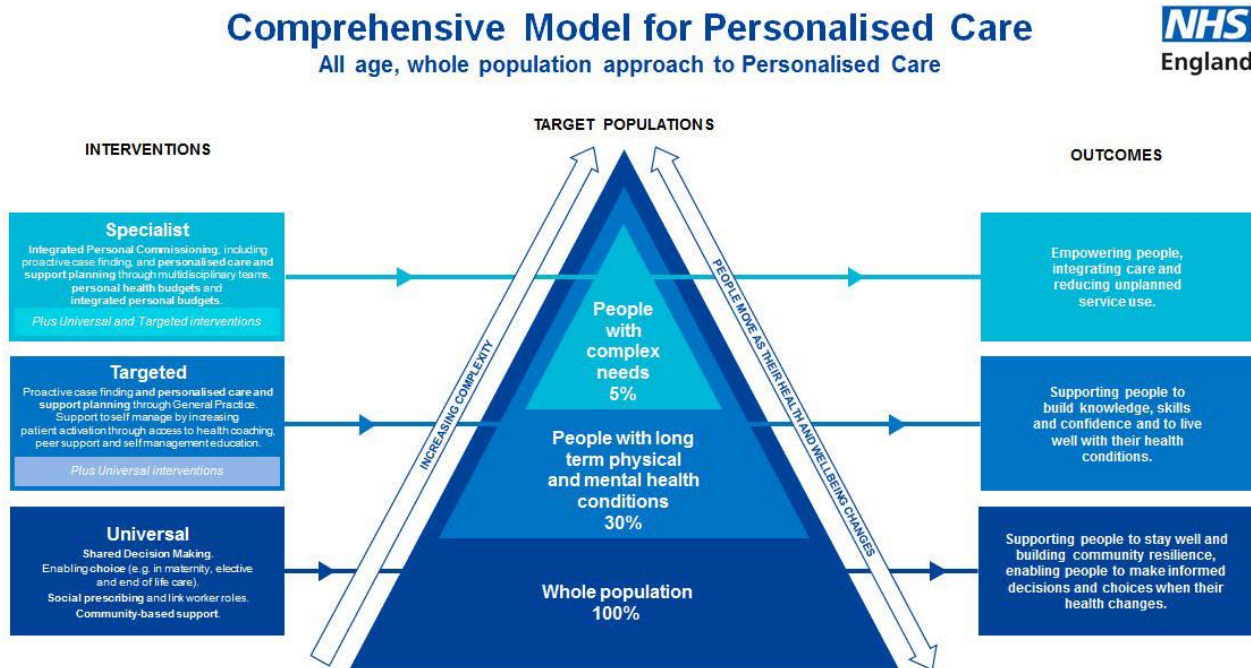 Comprehensive Model for Personalised Care
All age, whole population approach to Personalised Care
NHS
England
INTERVENTIONS
TARGET POPULATIONS
OUTCOMES
Specialist
Integrated Personal Commissioning, including
proactive case finding, and personalised care and
support planning through multidisciplinary teams,
personal health budgets and
integrated personal budgets.
Plus Universal and Targeted interventions
Targeted
Proactive case finding and personalised care and
support planning through General Practice.
Support to self manage by increasing
patient activation through access to health coaching,
peer support and self management education.
Plus Universal interventions
Universal
Shared Decision Making.
Enabling choice (e.g. in maternity, elective
and end of life care).
Social prescribing and link worker roles.
Community-based support.
INCREASING COMPLEXITY
People
with
complex
needs
5%
People with long
term physical
and mental health
conditions
30%
Whole population
100%
PEOPLE MOVE AS THEIR HEALTH AND WELLBEING CHANGES
Empowering people,
integrating care and
reducing unplanned
service use.
Supporting people to
build knowledge, skills
and confidence and to live
well with their health
conditions.
Supporting people to stay well and
building community resilience,
enabling people to make informed
decisions and choices when their
health changes.